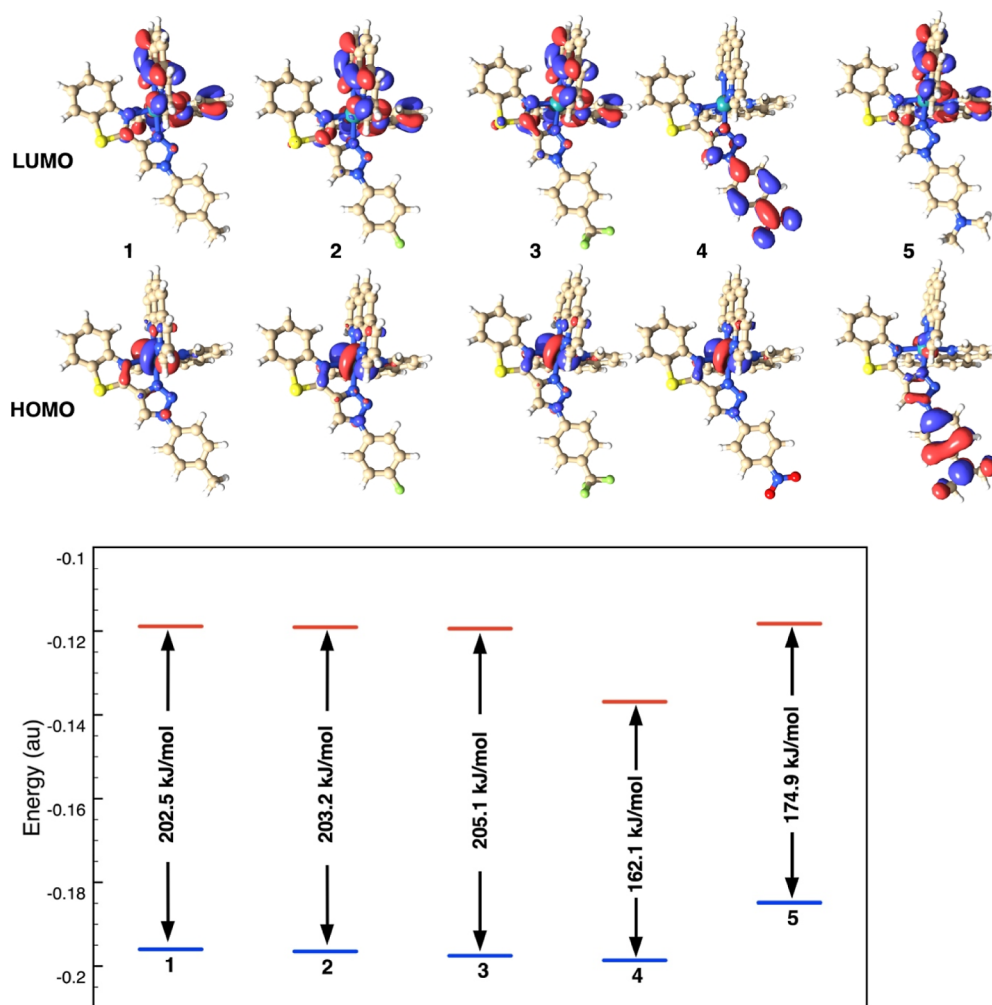 LUMO
1 2 3 4 5
HOMO
-0.1
-0.12
-0.14
-0.16
-0.18
-0.2
Energy (au)
202.5 kJ/mol
203.2 kJ/mol
205.1 kJ/mol
162.1 kJ/mol
174.9 kJ/mol
1 2 3 4 5